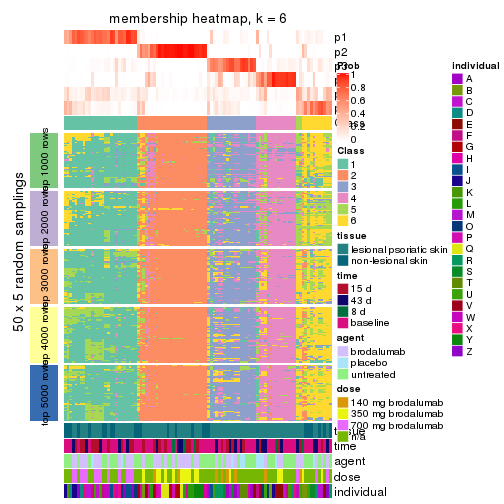 membership heatmap, k = 6
p1
p2
Prob
1
0.8
0.6
0.4
0.2
0
Class
1
2
3
4
5
6
tissue
lesional psoriatic skin
non-lesional skin
time
15 d
43 d
8 d
baseline
agent
brodalumab
placebo
untreated
dose
140 mg brodalumab
350 mg brodalumab
700 mg brodalumab
n/a
individual
A
B
C
D
E
F
G
H
I
J
K
L
M
O
P
Q
R
S
T
U
V
W
X
Y
Z
50 x 5 random samplings
top 1000 rows
top 2000 rows
top 3000 rows
top 4000 rows
top 5000 rows
tissue
time
agent
dose
individual